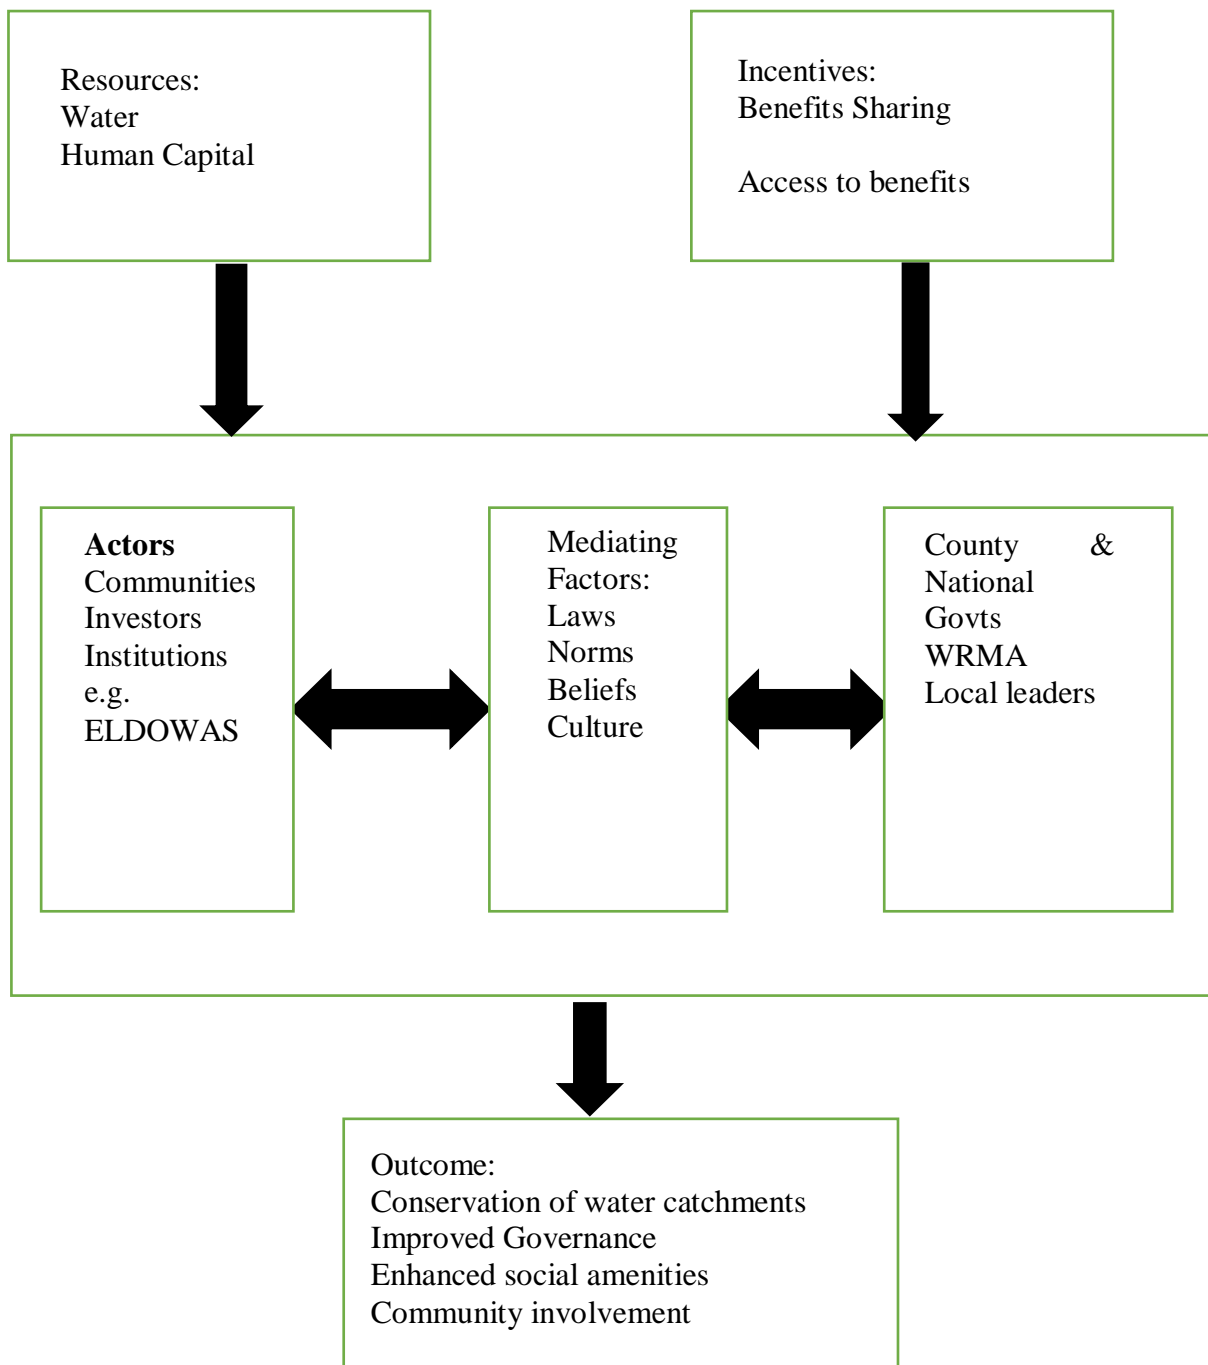 Resources:
Water
Human Capital
Incentives:
Benefits Sharing
Access to benefits
Actors
Communities
Investors
Institutions
e.g.
ELDOWAS
Mediating
Factors:
Laws
Norms
Beliefs
Culture
County &
National
Govts
WRMA
Local leaders
Outcome:
Conservation of water catchments
Improved Governance
Enhanced social amenities
Community involvement